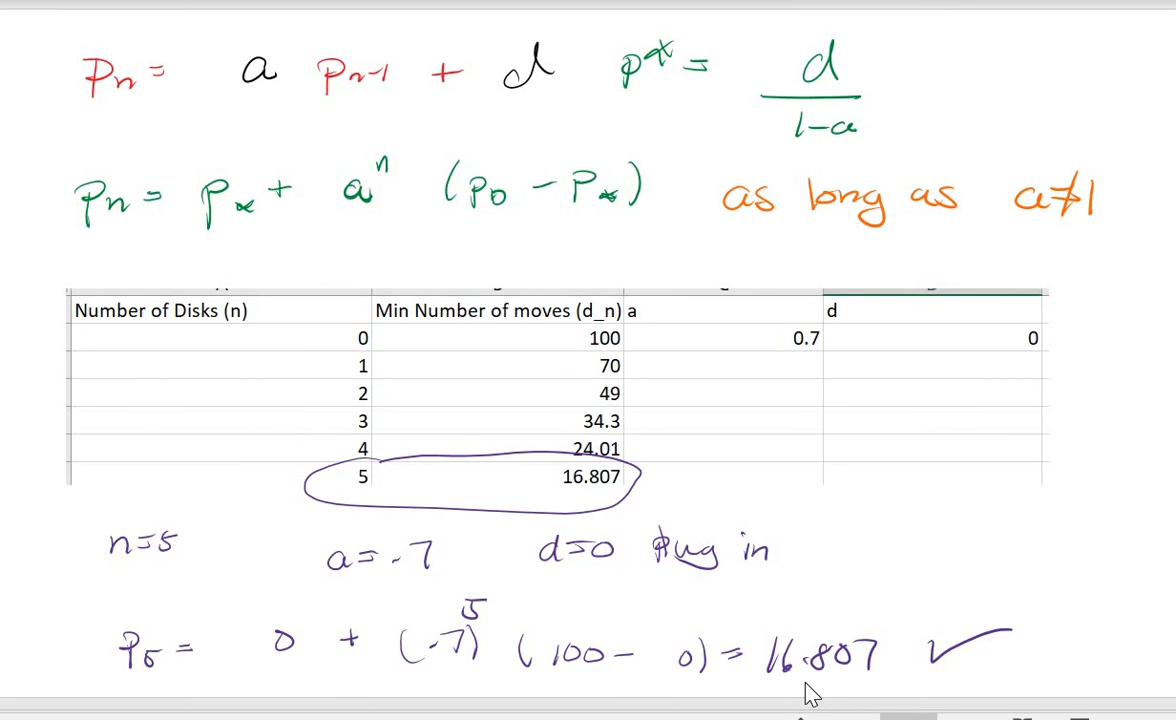 Pn = a Pn-1 + d P* = d / 1-a
Pn = P* + a^n (P0 - P*) as long as a≠1
Number of Disks (n) Min Number of moves (d_n) a d
0 100 0.7 0
1 70
2 49
3 34.3
4 24.01
5 16.807
n=5 a=.7 d=0 Plug in
P5 = 0 + (.7)^5 (100 - 0) = 16.807 ✓